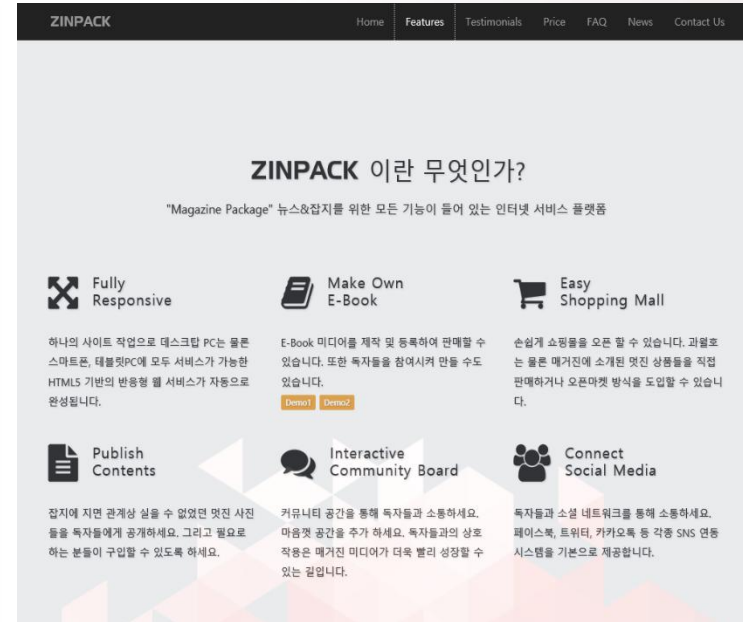 ZINPACK
Home Features Testimonials Price FAQ News Contact Us
ZINPACK 이란 무엇인가?
"Magazine Package" 뉴스&잡지를 위한 모든 기능이 들어 있는 인터넷 서비스 플랫폼
Fully
Responsive
하나의 사이트 작업으로 데스크탑 PC는 물론
스마트폰, 태블릿PC에 모두 서비스가 가능한
HTML5 기반의 반응형 웹 서비스가 자동으로
완성됩니다.
Make Own
E-Book
E-Book 미디어를 제작 및 등록하여 판매할 수
있습니다. 또한 독자들을 참여시켜 만들 수도
있습니다.
Demo1 Demo2
Easy
Shopping Mall
손쉽게 쇼핑몰을 오픈 할 수 있습니다. 과월호
는 물론 매거진에 소개된 멋진 상품들을 직접
판매하거나 오픈마켓 방식을 도입할 수 있습니
다.
Publish
Contents
잡지에 지면 관계상 실을 수 없었던 멋진 사진
들을 독자들에게 공개하세요. 그리고 필요로
하는 분들이 구입할 수 있도록 하세요.
Interactive
Community Board
커뮤니티 공간을 통해 독자들과 소통하세요.
마음껏 공간을 추가 하세요. 독자들과의 상호
작용은 매거진 미디어가 더욱 빨리 성장할 수
있는 길입니다.
Connect
Social Media
독자들과 소셜 네트워크를 통해 소통하세요.
페이스북, 트위터, 카카오톡 등 각종 SNS 연동
시스템을 기본으로 제공합니다.